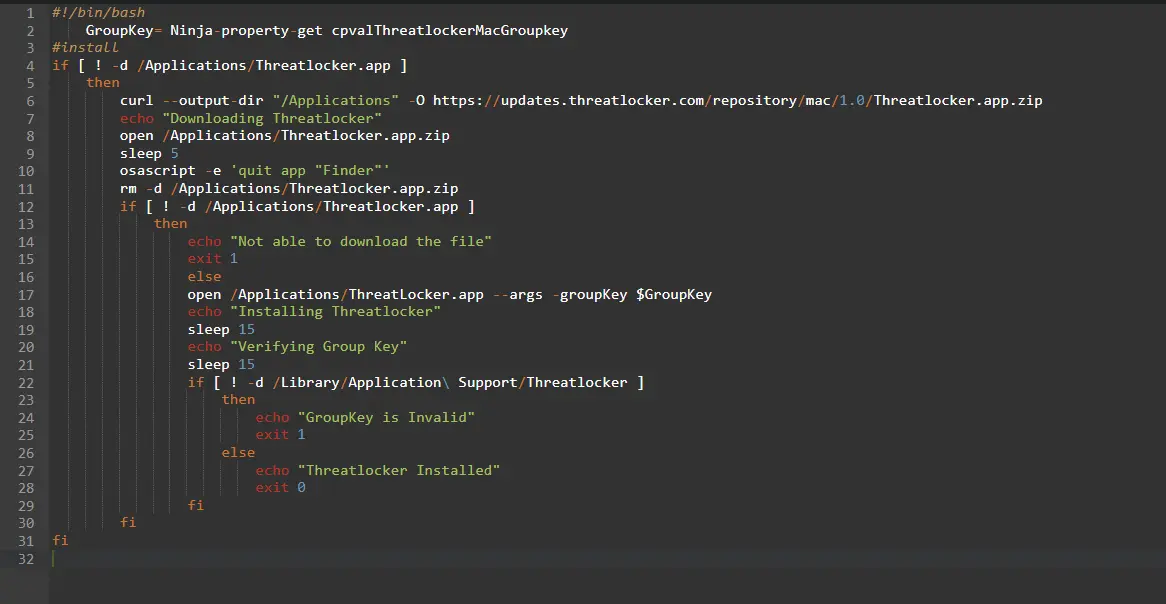 1 #!/bin/bash
2 GroupKey= Ninja-property-get cpvalThreatlockerMacGroupkey
3 #install
4 if [ ! -d /Applications/Threatlocker.app ]
5 then
6 curl --output-dir "/Applications" -O https://updates.threatlocker.com/repository/mac/1.0/Threatlocker.app.zip
7 echo "Downloading Threatlocker"
8 open /Applications/Threatlocker.app.zip
9 sleep 5
10 osascript -e 'quit app "Finder"'
11 rm -d /Applications/Threatlocker.app.zip
12 if [ ! -d /Applications/Threatlocker.app ]
13 then
14 echo "Not able to download the file"
15 exit 1
16 else
17 open /Applications/ThreatLocker.app --args -groupKey $GroupKey
18 echo "Installing Threatlocker"
19 sleep 15
20 echo "Verifying Group Key"
21 sleep 15
22 if [ ! -d /Library/Application\ Support/Threatlocker ]
23 then
24 echo "GroupKey is Invalid"
25 exit 1
26 else
27 echo "Threatlocker Installed"
28 exit 0
29 fi
30 fi
31 fi
32